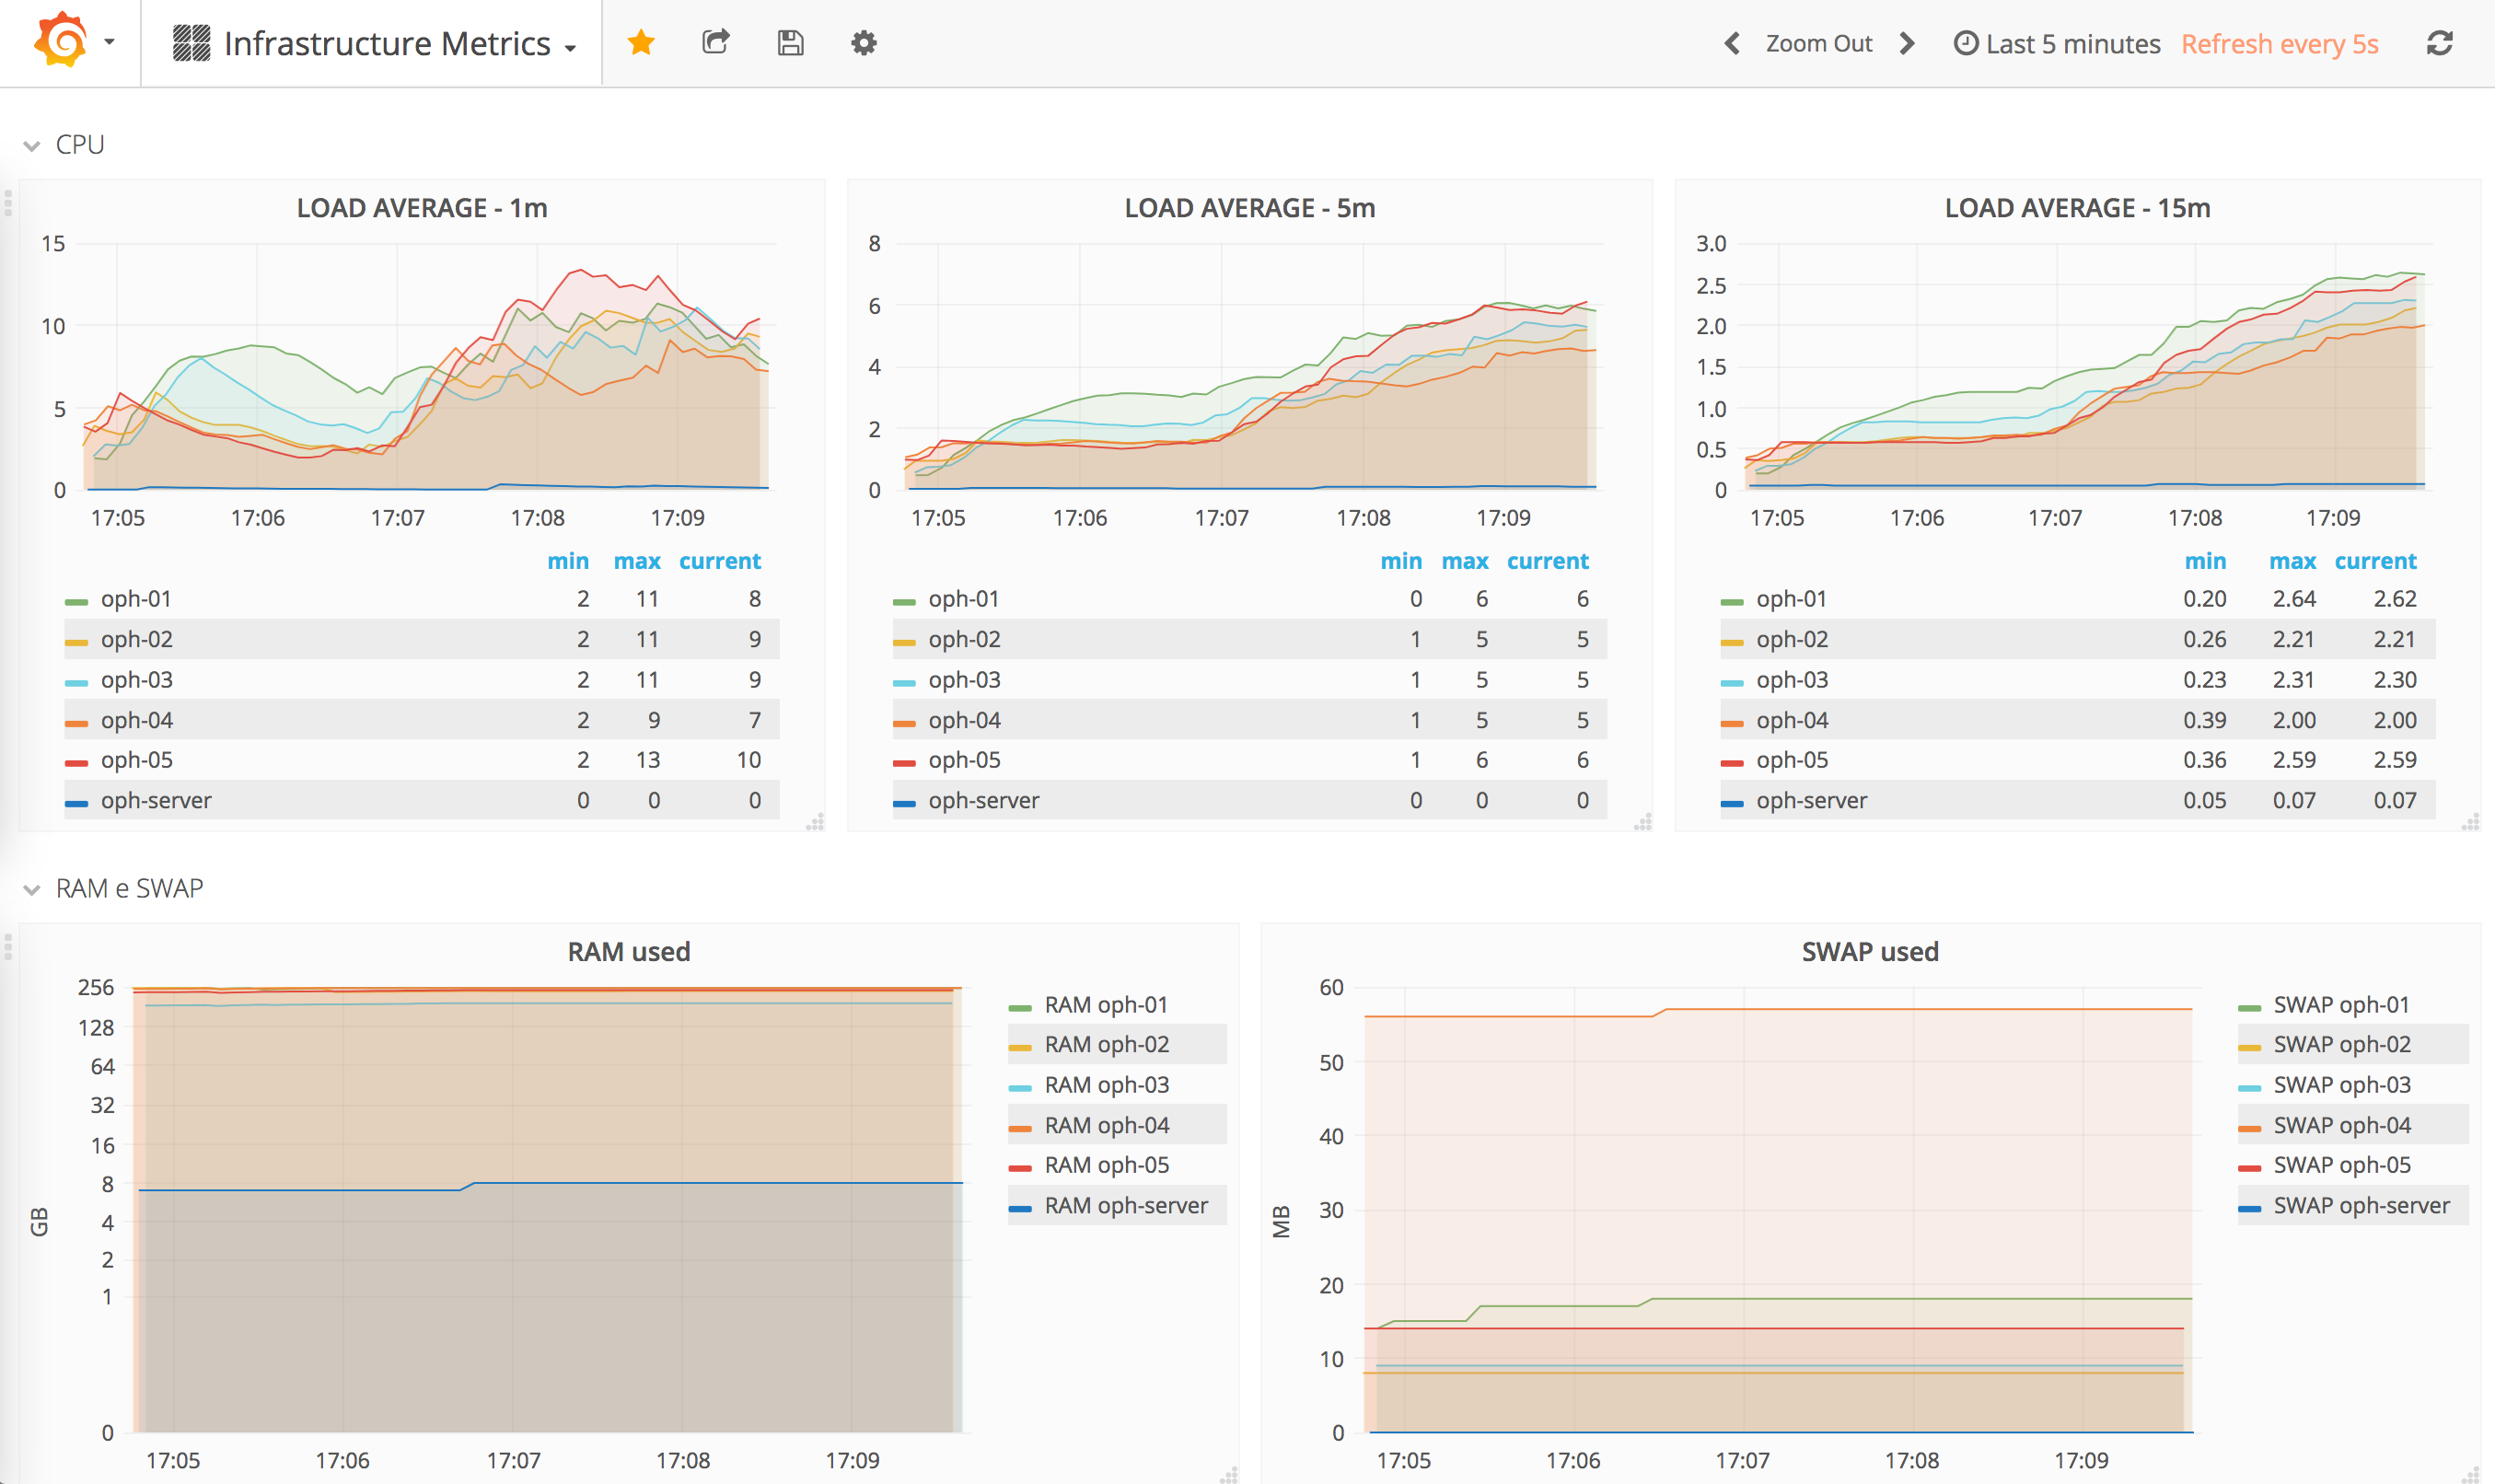 Infrastructure Metrics
Zoom Out
Last 5 minutes Refresh every 5s
CPU
LOAD AVERAGE - 1m
15
10
5
0
17:05 17:06 17:07 17:08 17:09
min max current
oph-01 2 11 8
oph-02 2 11 9
oph-03 2 11 9
oph-04 2 9 7
oph-05 2 13 10
oph-server 0 0 0
LOAD AVERAGE - 5m
8
6
4
2
0
17:05 17:06 17:07 17:08 17:09
min max current
oph-01 0 6 6
oph-02 1 5 5
oph-03 1 5 5
oph-04 1 5 5
oph-05 1 6 6
oph-server 0 0 0
LOAD AVERAGE - 15m
3.0
2.5
2.0
1.5
1.0
0.5
0
17:05 17:06 17:07 17:08 17:09
min max current
oph-01 0.20 2.64 2.62
oph-02 0.26 2.21 2.21
oph-03 0.23 2.31 2.30
oph-04 0.39 2.00 2.00
oph-05 0.36 2.59 2.59
oph-server 0.05 0.07 0.07
RAM e SWAP
RAM used
256
128
64
32
16
8
4
2
1
0
GB
17:05 17:06 17:07 17:08 17:09
RAM oph-01
RAM oph-02
RAM oph-03
RAM oph-04
RAM oph-05
RAM oph-server
SWAP used
60
50
40
30
20
10
0
MB
17:05 17:06 17:07 17:08 17:09
SWAP oph-01
SWAP oph-02
SWAP oph-03
SWAP oph-04
SWAP oph-05
SWAP oph-server